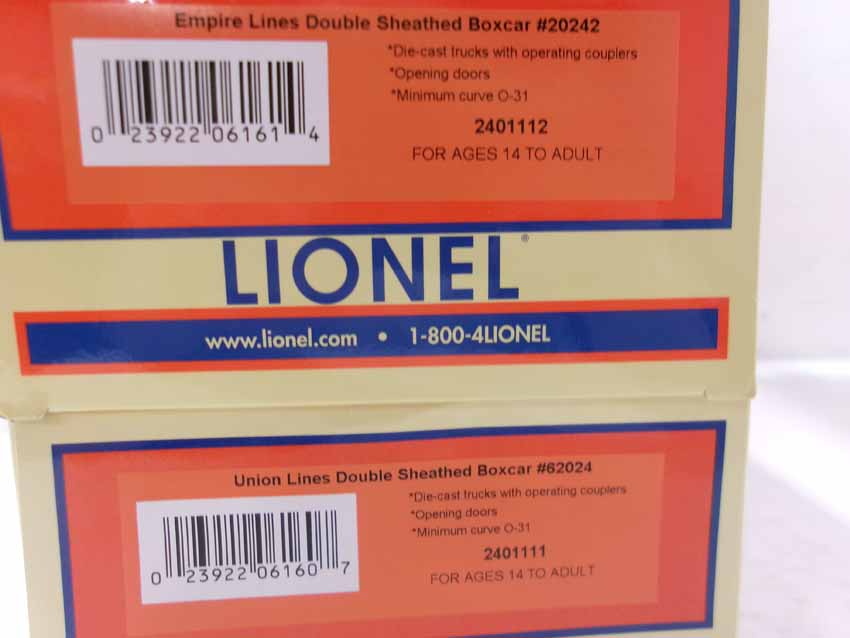 Empire Lines Double Sheathed Boxcar #20242
*Die-cast trucks with operating couplers
*Opening doors
*Minimum curve O-31
0 23922 06161 4
2401112
FOR AGES 14 TO ADULT
LIONEL®
www.lionel.com • 1-800-4LIONEL
Union Lines Double Sheathed Boxcar #62024
*Die-cast trucks with operating couplers
*Opening doors
*Minimum curve O-31
0 23922 06160 7
2401111
FOR AGES 14 TO ADULT